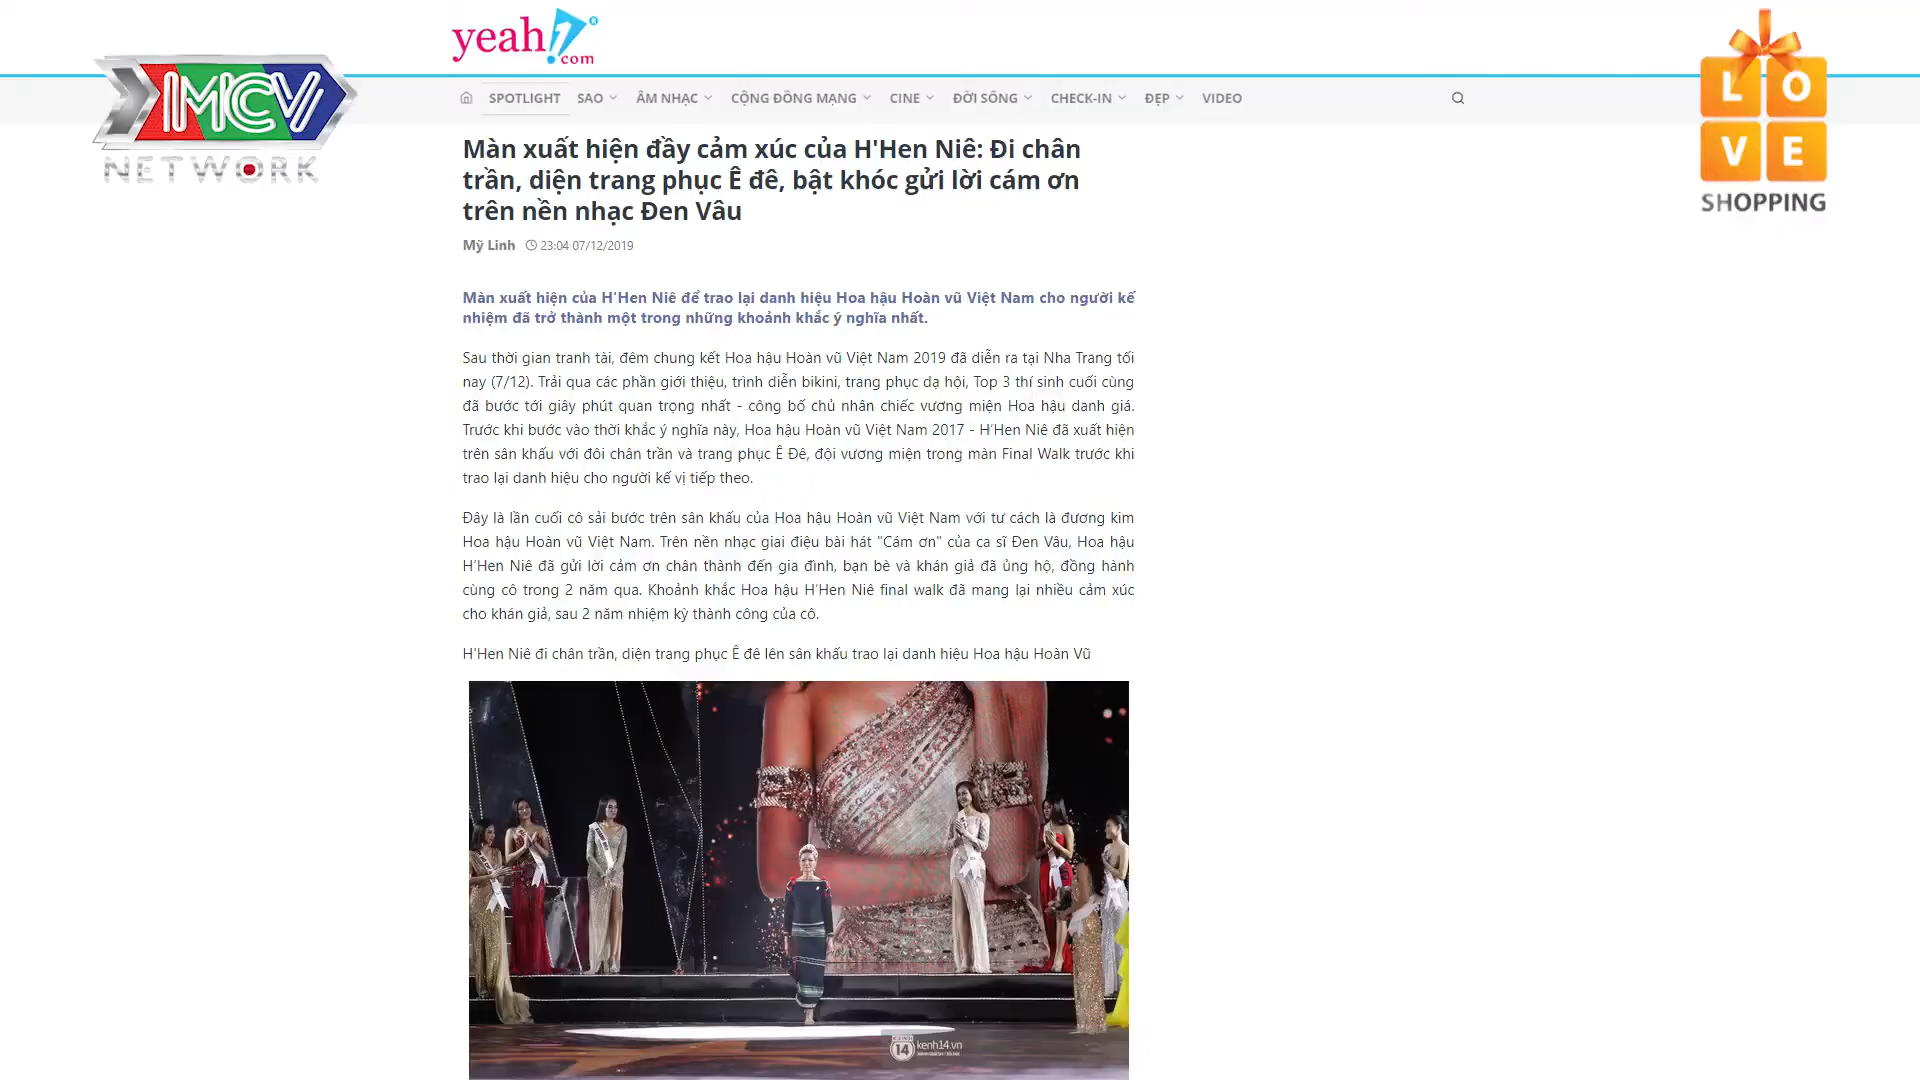 yeah1
.com
MCV
NETWORK
LOVE
SHOPPING
SPOTLIGHT SAO ÂM NHẠC CỘNG ĐỒNG MẠNG CINE ĐỜI SỐNG CHECK-IN ĐẸP VIDEO
Màn xuất hiện đầy cảm xúc của H'Hen Niê: Đi chân
trần, diện trang phục Ê đê, bật khóc gửi lời cám ơn
trên nền nhạc Đen Vâu
Mỹ Linh 23:04 07/12/2019
Màn xuất hiện của H'Hen Niê để trao lại danh hiệu Hoa hậu Hoàn vũ Việt Nam cho người kế
nhiệm đã trở thành một trong những khoảnh khắc ý nghĩa nhất.
Sau thời gian tranh tài, đêm chung kết Hoa hậu Hoàn vũ Việt Nam 2019 đã diễn ra tại Nha Trang tối
nay (7/12). Trải qua các phần giới thiệu, trình diễn bikini, trang phục dạ hội, Top 3 thí sinh cuối cùng
đã bước tới giây phút quan trọng nhất - công bố chủ nhân chiếc vương miện Hoa hậu danh giá.
Trước khi bước vào thời khắc ý nghĩa này, Hoa hậu Hoàn vũ Việt Nam 2017 - H'Hen Niê đã xuất hiện
trên sân khấu với đôi chân trần và trang phục Ê Đê, đội vương miện trong màn Final Walk trước khi
trao lại danh hiệu cho người kế vị tiếp theo.
Đây là lần cuối cô sải bước trên sân khấu của Hoa hậu Hoàn vũ Việt Nam với tư cách là đương kim
Hoa hậu Hoàn vũ Việt Nam. Trên nền nhạc giai điệu bài hát "Cám ơn" của ca sĩ Đen Vâu, Hoa hậu
H'Hen Niê đã gửi lời cảm ơn chân thành đến gia đình, bạn bè và khán giả đã ủng hộ, đồng hành
cùng cô trong 2 năm qua. Khoảnh khắc Hoa hậu H'Hen Niê final walk đã mang lại nhiều cảm xúc
cho khán giả, sau 2 năm nhiệm kỳ thành công của cô.
H'Hen Niê đi chân trần, diện trang phục Ê đê lên sân khấu trao lại danh hiệu Hoa hậu Hoàn Vũ
14 kenh14.vn